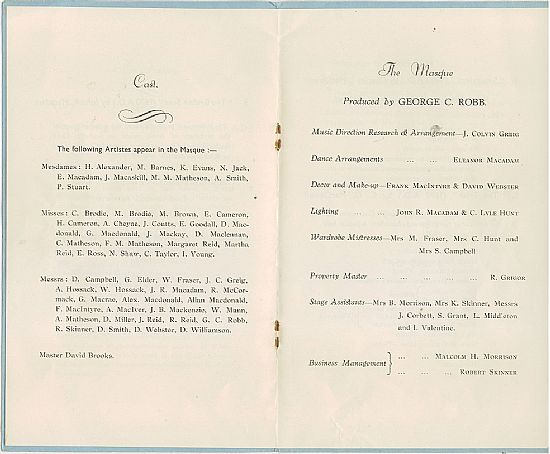 Cast.
The following Artistes appear in the Masque :—
Mesdames: H. Alexander, M. Barnes, K. Evans, N. Jack,
E. Macadam, J. Macaskill, M. M. Matheson, A. Smith,
P. Stuart.
Misses: C. Brodie, M. Brodie, M. Brown, E. Cameron,
H. Cameron, A. Cheyne, J. Coutts, E. Goodall, D. Mac-
donald, G. Macdonald, J. Mackay, D. Maclennan,
C. Matheson, F. M. Matheson, Margaret Reid, Martha
Reid, E. Ross, N. Shaw, C. Taylor, I. Young.
Messrs: D. Campbell, G. Elder, W. Fraser, J. C. Greig,
A. Hossack, W. Hossack, J. R. Macadam, R. McCor-
mack, G. Macrae, Alex. Macdonald, Allan Macdonald,
F. MacIntyre, A. MacIver, J. B. Mackenzie, W. Mann,
A. Matheson, D. Miller, J. Reid, R. Reid, G. C. Robb,
R. Skinner, D. Smith, D. Webster, D. Williamson.
Master David Brooks.
The Masque
Produced by GEORGE C. ROBB.
Music Direction Research & Arrangement—J. COLVIN GREIG
Dance Arrangements ... ... ELEANOR MACADAM
Decor and Make-up—FRANK MACINTYRE & DAVID WEBSTER
Lighting ... ... JOHN R. MACADAM & C. LYLE HUNT
Wardrobe Mistresses—Mrs M. Fraser, Mrs C. Hunt and
Mrs S. Campbell
Property Master ... ... ... ... ... R. GRIGOR
Stage Assistants—Mrs B. Morrison, Mrs K. Skinner, Messrs
J. Corbett, S. Grant, L. Middleton
and I. Valentine.
Business Management } ... ... MALCOLM H. MORRISON
... ... ... ROBERT SKINNER